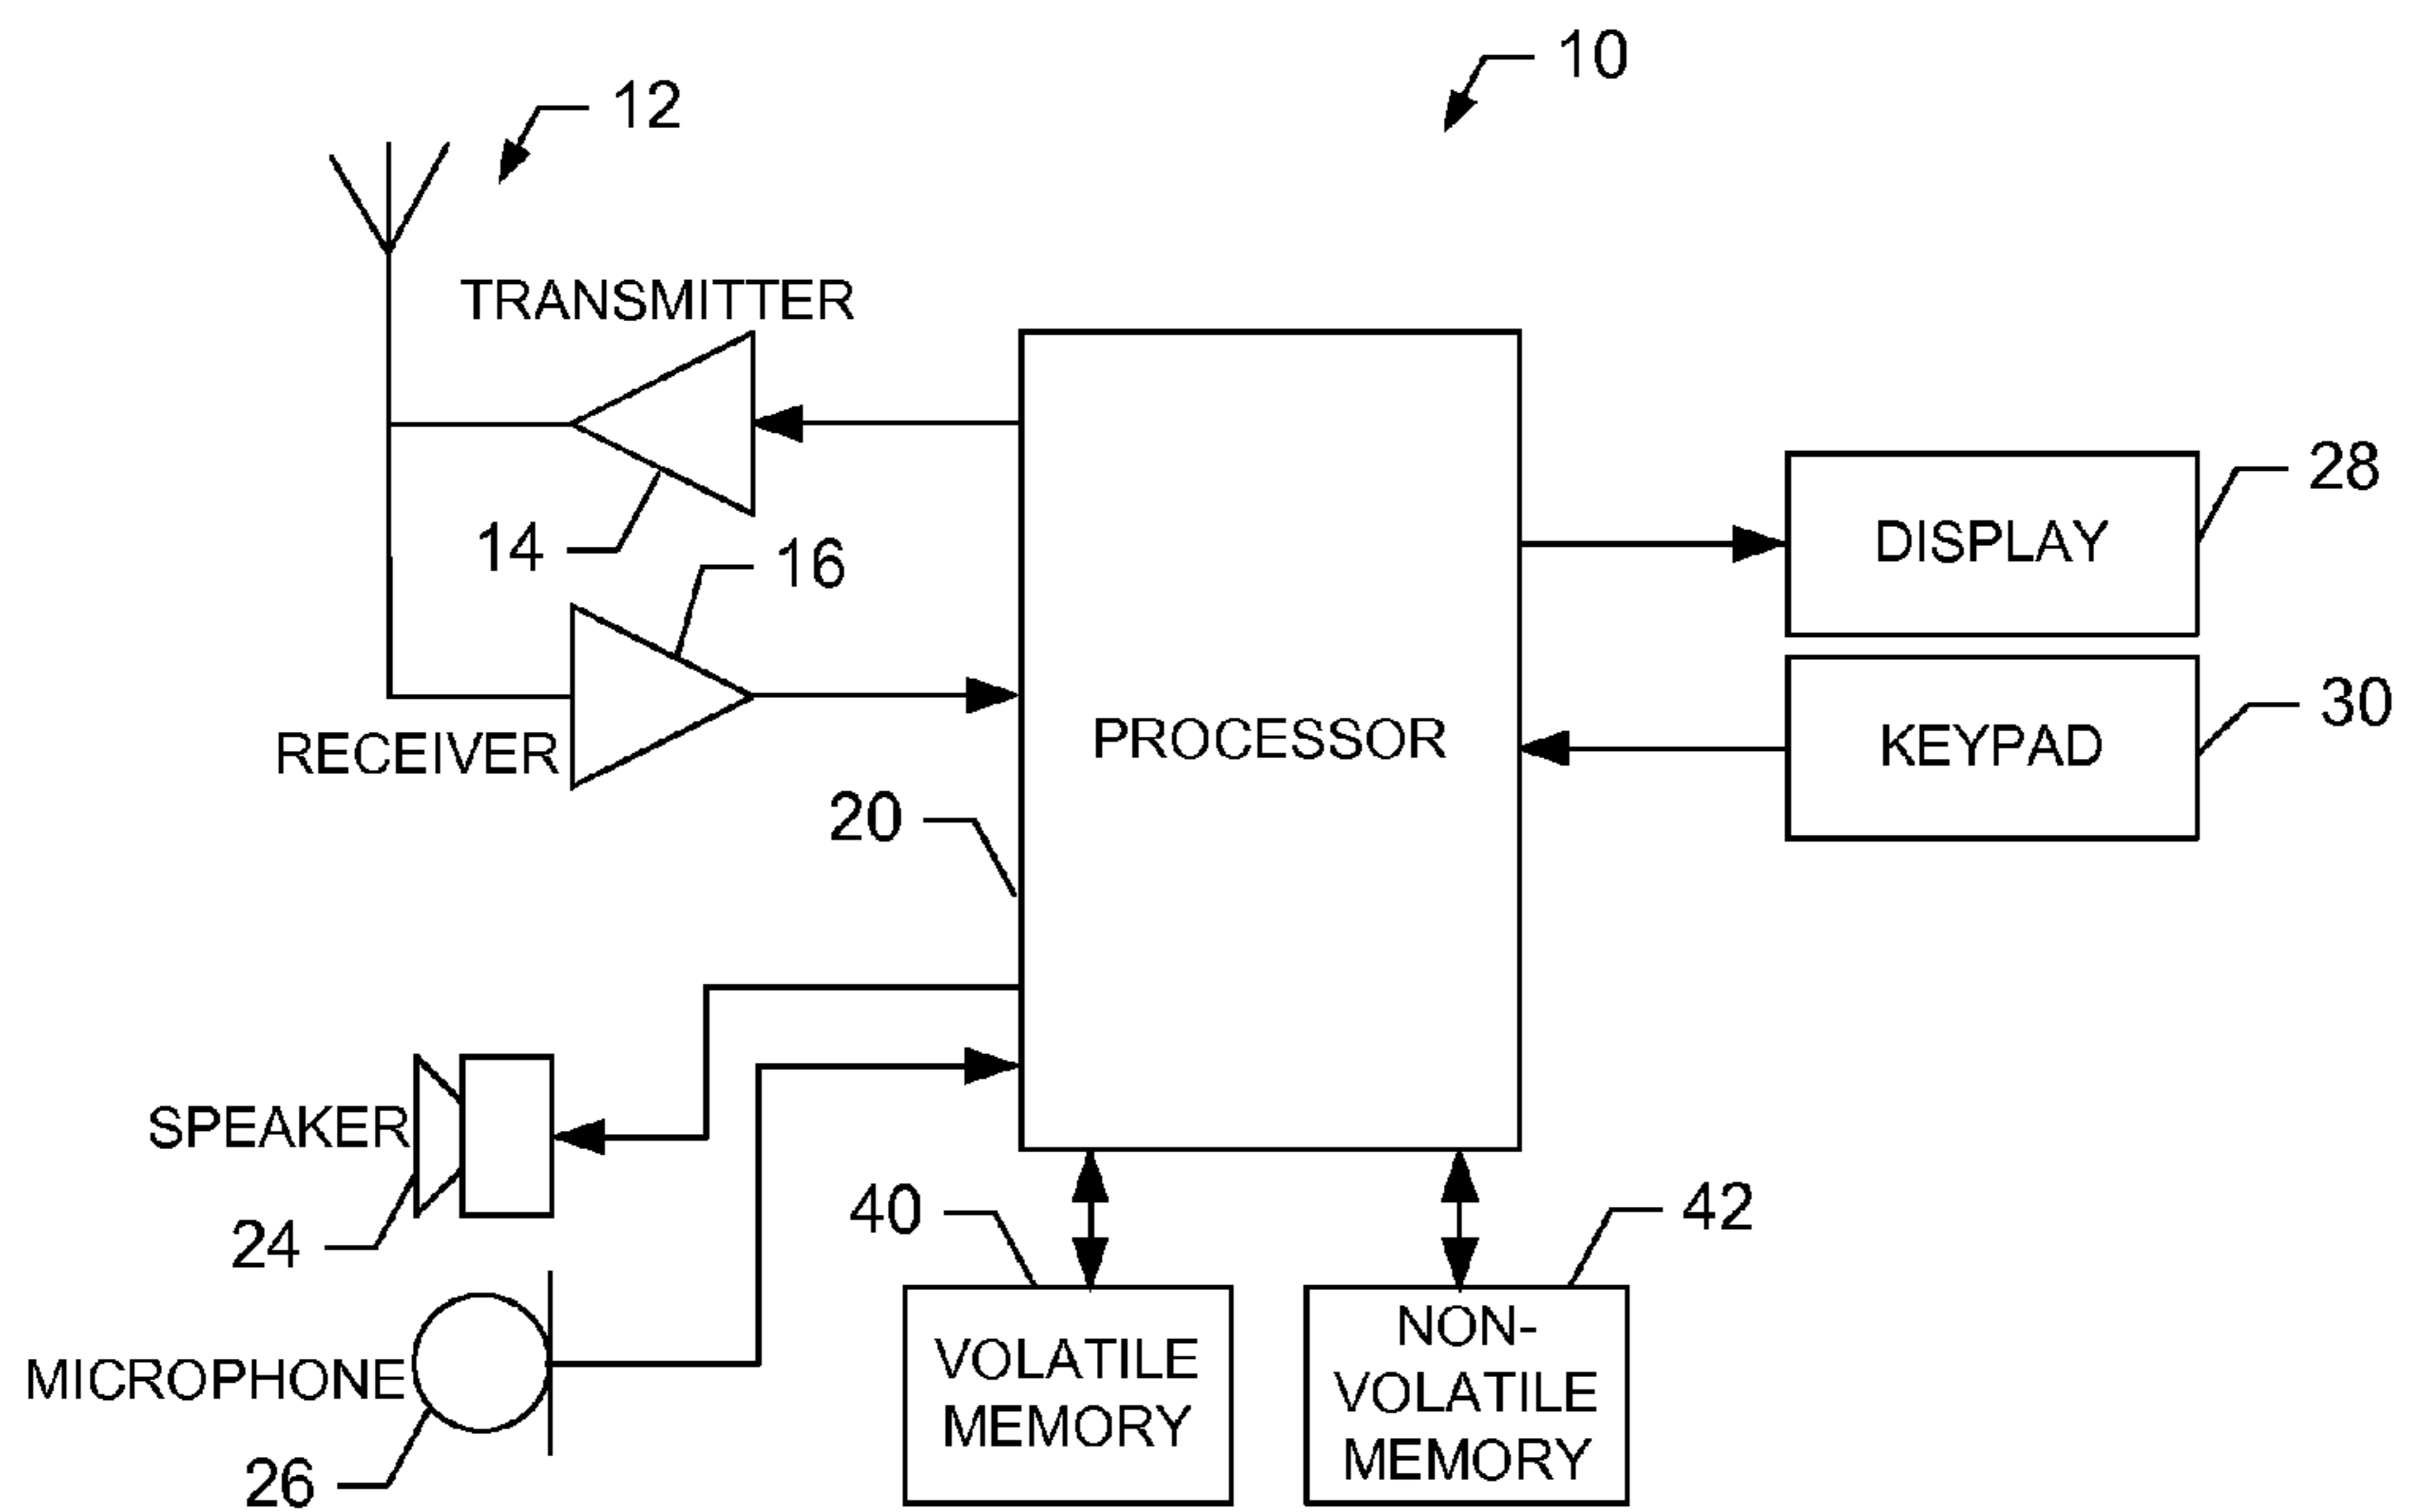 10
12
TRANSMITTER
14
16
RECEIVER
PROCESSOR
20
DISPLAY
28
KEYPAD
30
SPEAKER
24
MICROPHONE
26
40
VOLATILE
MEMORY
42
NON-
VOLATILE
MEMORY